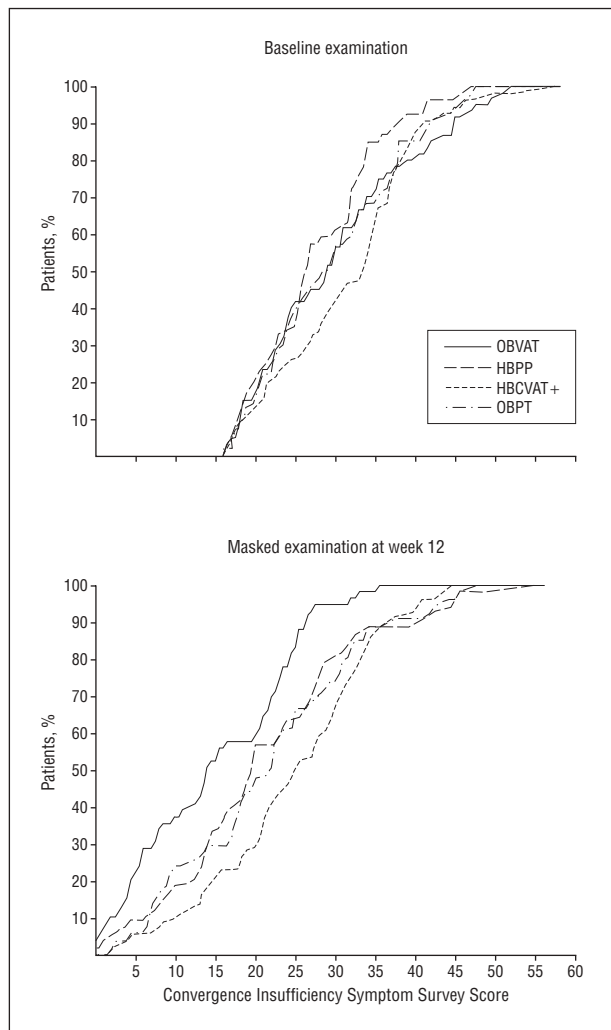 Baseline examination
100
90
80
70
60
50
40
30
20
10
Patients, %
OBVAT
HBPP
HBCVAT+
OBPT
Masked examination at week 12
100
90
80
70
60
50
40
30
20
10
Patients, %
5 10 15 20 25 30 35 40 45 50 55 60
Convergence Insufficiency Symptom Survey Score